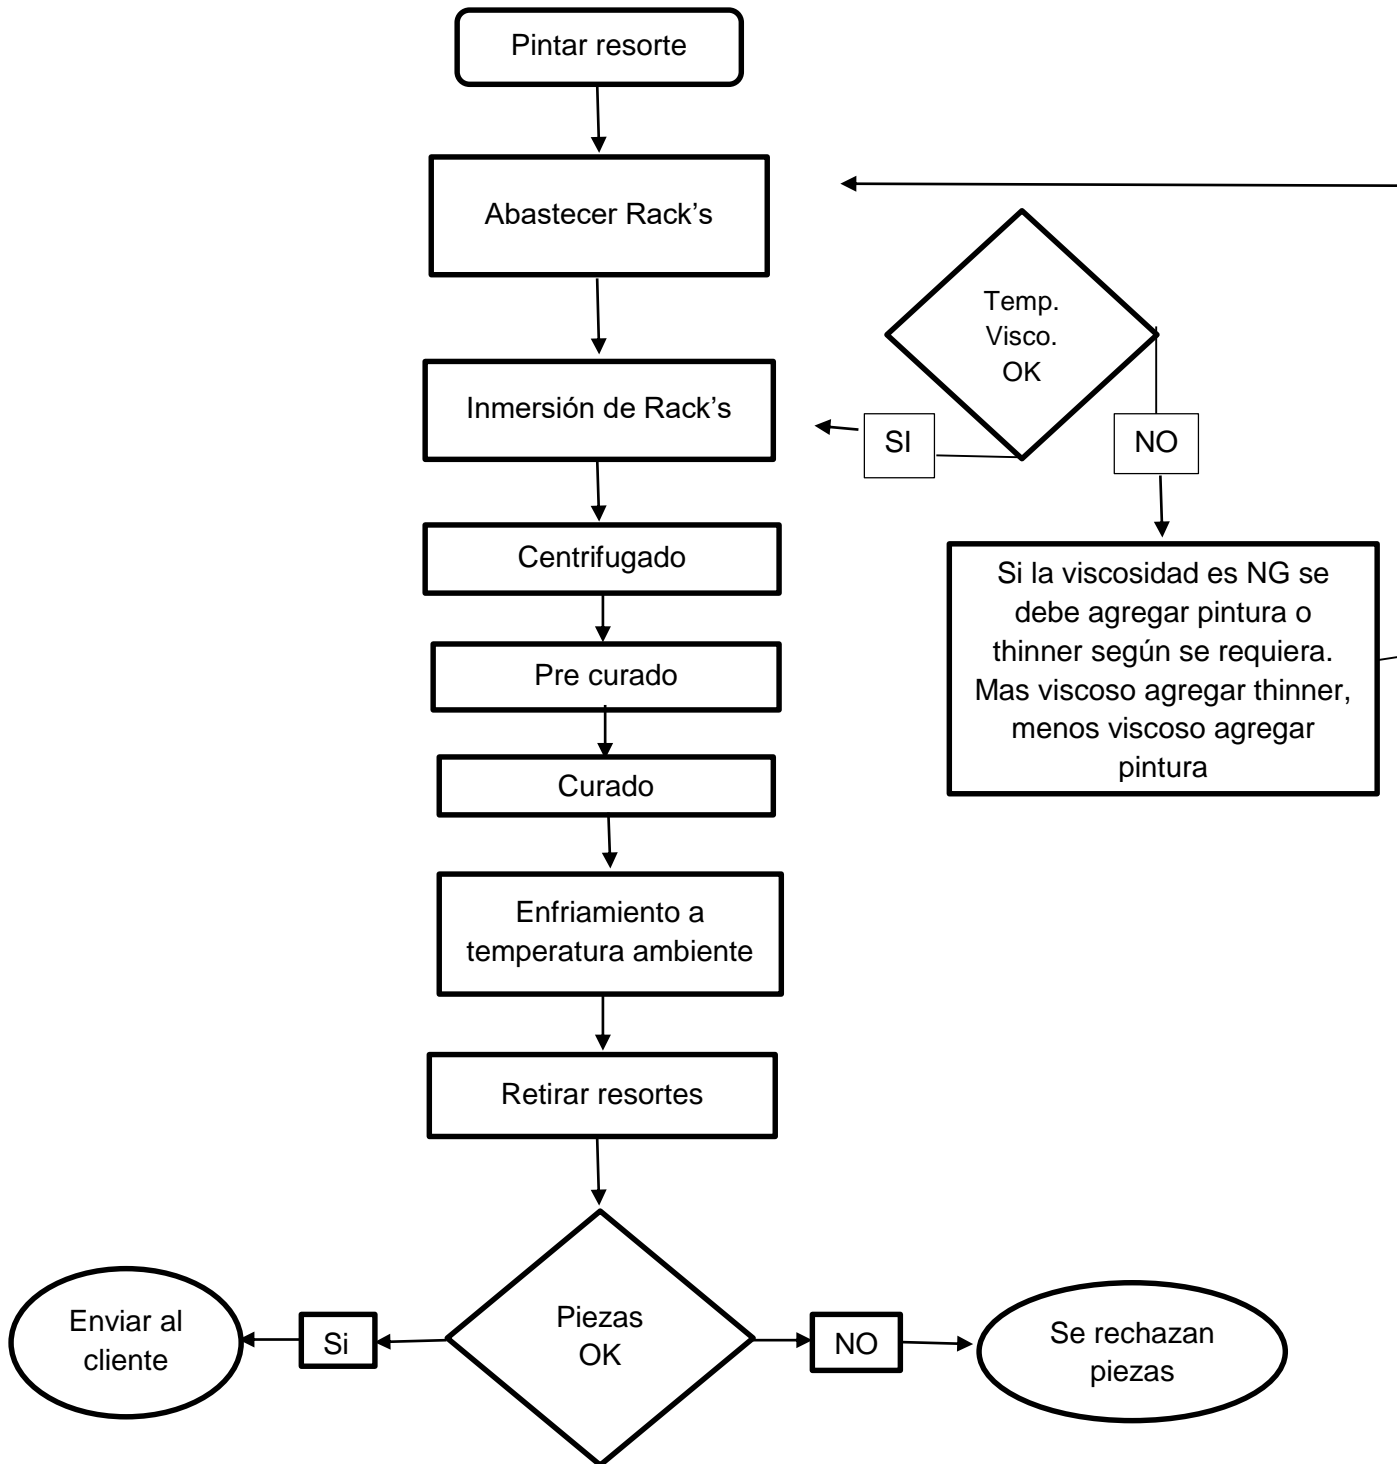 Pintar resorte
Abastecer Rack’s
Temp.
Visco.
OK
Inmersión de Rack’s
SI
NO
Centrifugado
Si la viscosidad es NG se
debe agregar pintura o
thinner según se requiera.
Mas viscoso agregar thinner,
menos viscoso agregar
pintura
Pre curado
Curado
Enfriamiento a
temperatura ambiente
Retirar resortes
Piezas
OK
Si
Enviar al
cliente
NO
Se rechazan
piezas